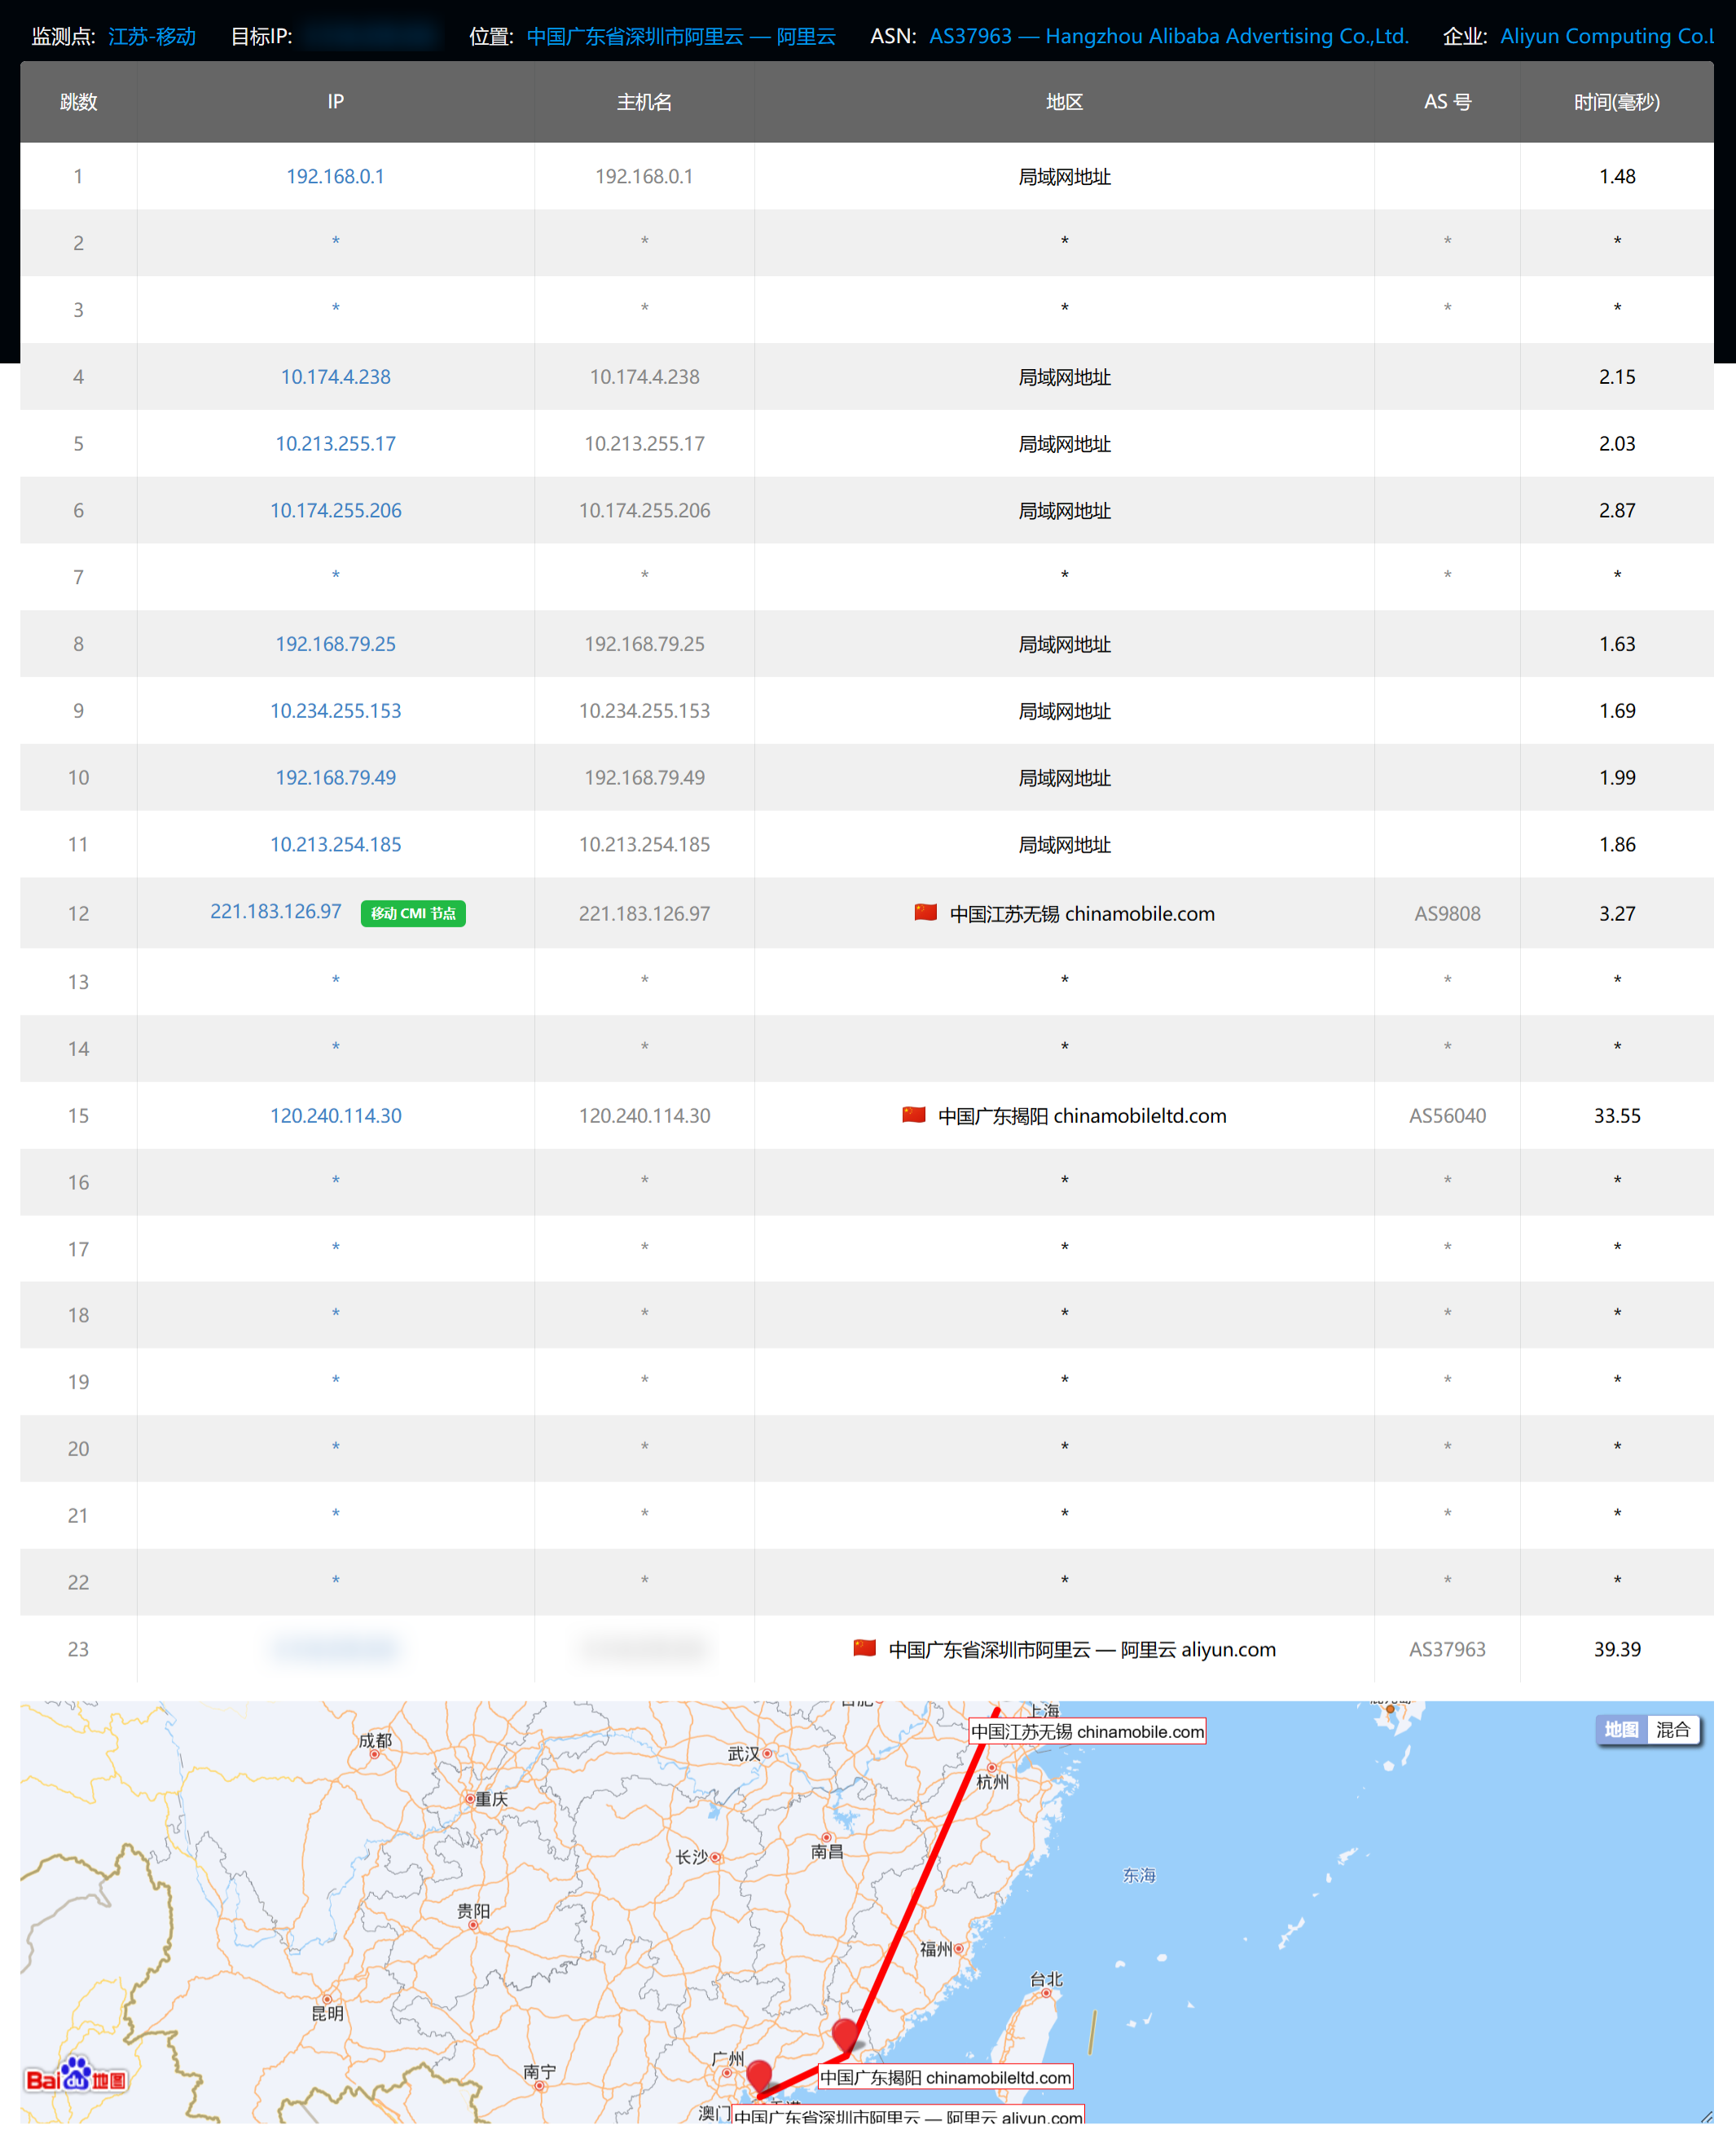 监测点: 江苏-移动 目标IP: 位置: 中国广东省深圳市阿里云 — 阿里云 ASN: AS37963 — Hangzhou Alibaba Advertising Co.,Ltd. 企业: Aliyun Computing Co.L
跳数 IP 主机名 地区 AS 号 时间(毫秒)
1 192.168.0.1 192.168.0.1 局域网地址 1.48
2 * * * * *
3 * * * * *
4 10.174.4.238 10.174.4.238 局域网地址 2.15
5 10.213.255.17 10.213.255.17 局域网地址 2.03
6 10.174.255.206 10.174.255.206 局域网地址 2.87
7 * * * * *
8 192.168.79.25 192.168.79.25 局域网地址 1.63
9 10.234.255.153 10.234.255.153 局域网地址 1.69
10 192.168.79.49 192.168.79.49 局域网地址 1.99
11 10.213.254.185 10.213.254.185 局域网地址 1.86
12 221.183.126.97 移动 CMI 节点 221.183.126.97 中国江苏无锡 chinamobile.com AS9808 3.27
13 * * * * *
14 * * * * *
15 120.240.114.30 120.240.114.30 中国广东揭阳 chinamobileltd.com AS56040 33.55
16 * * * * *
17 * * * * *
18 * * * * *
19 * * * * *
20 * * * * *
21 * * * * *
22 * * * * *
23 中国广东省深圳市阿里云 — 阿里云 aliyun.com AS37963 39.39
合肥
上海
中国江苏无锡 chinamobile.com
地图 混合
成都
武汉
杭州
重庆
南昌
长沙
东海
贵阳
福州
台北
昆明
广州
南宁
中国广东揭阳 chinamobileltd.com
Bai du 地图
澳门
中国广东省深圳市阿里云 — 阿里云 aliyun.com